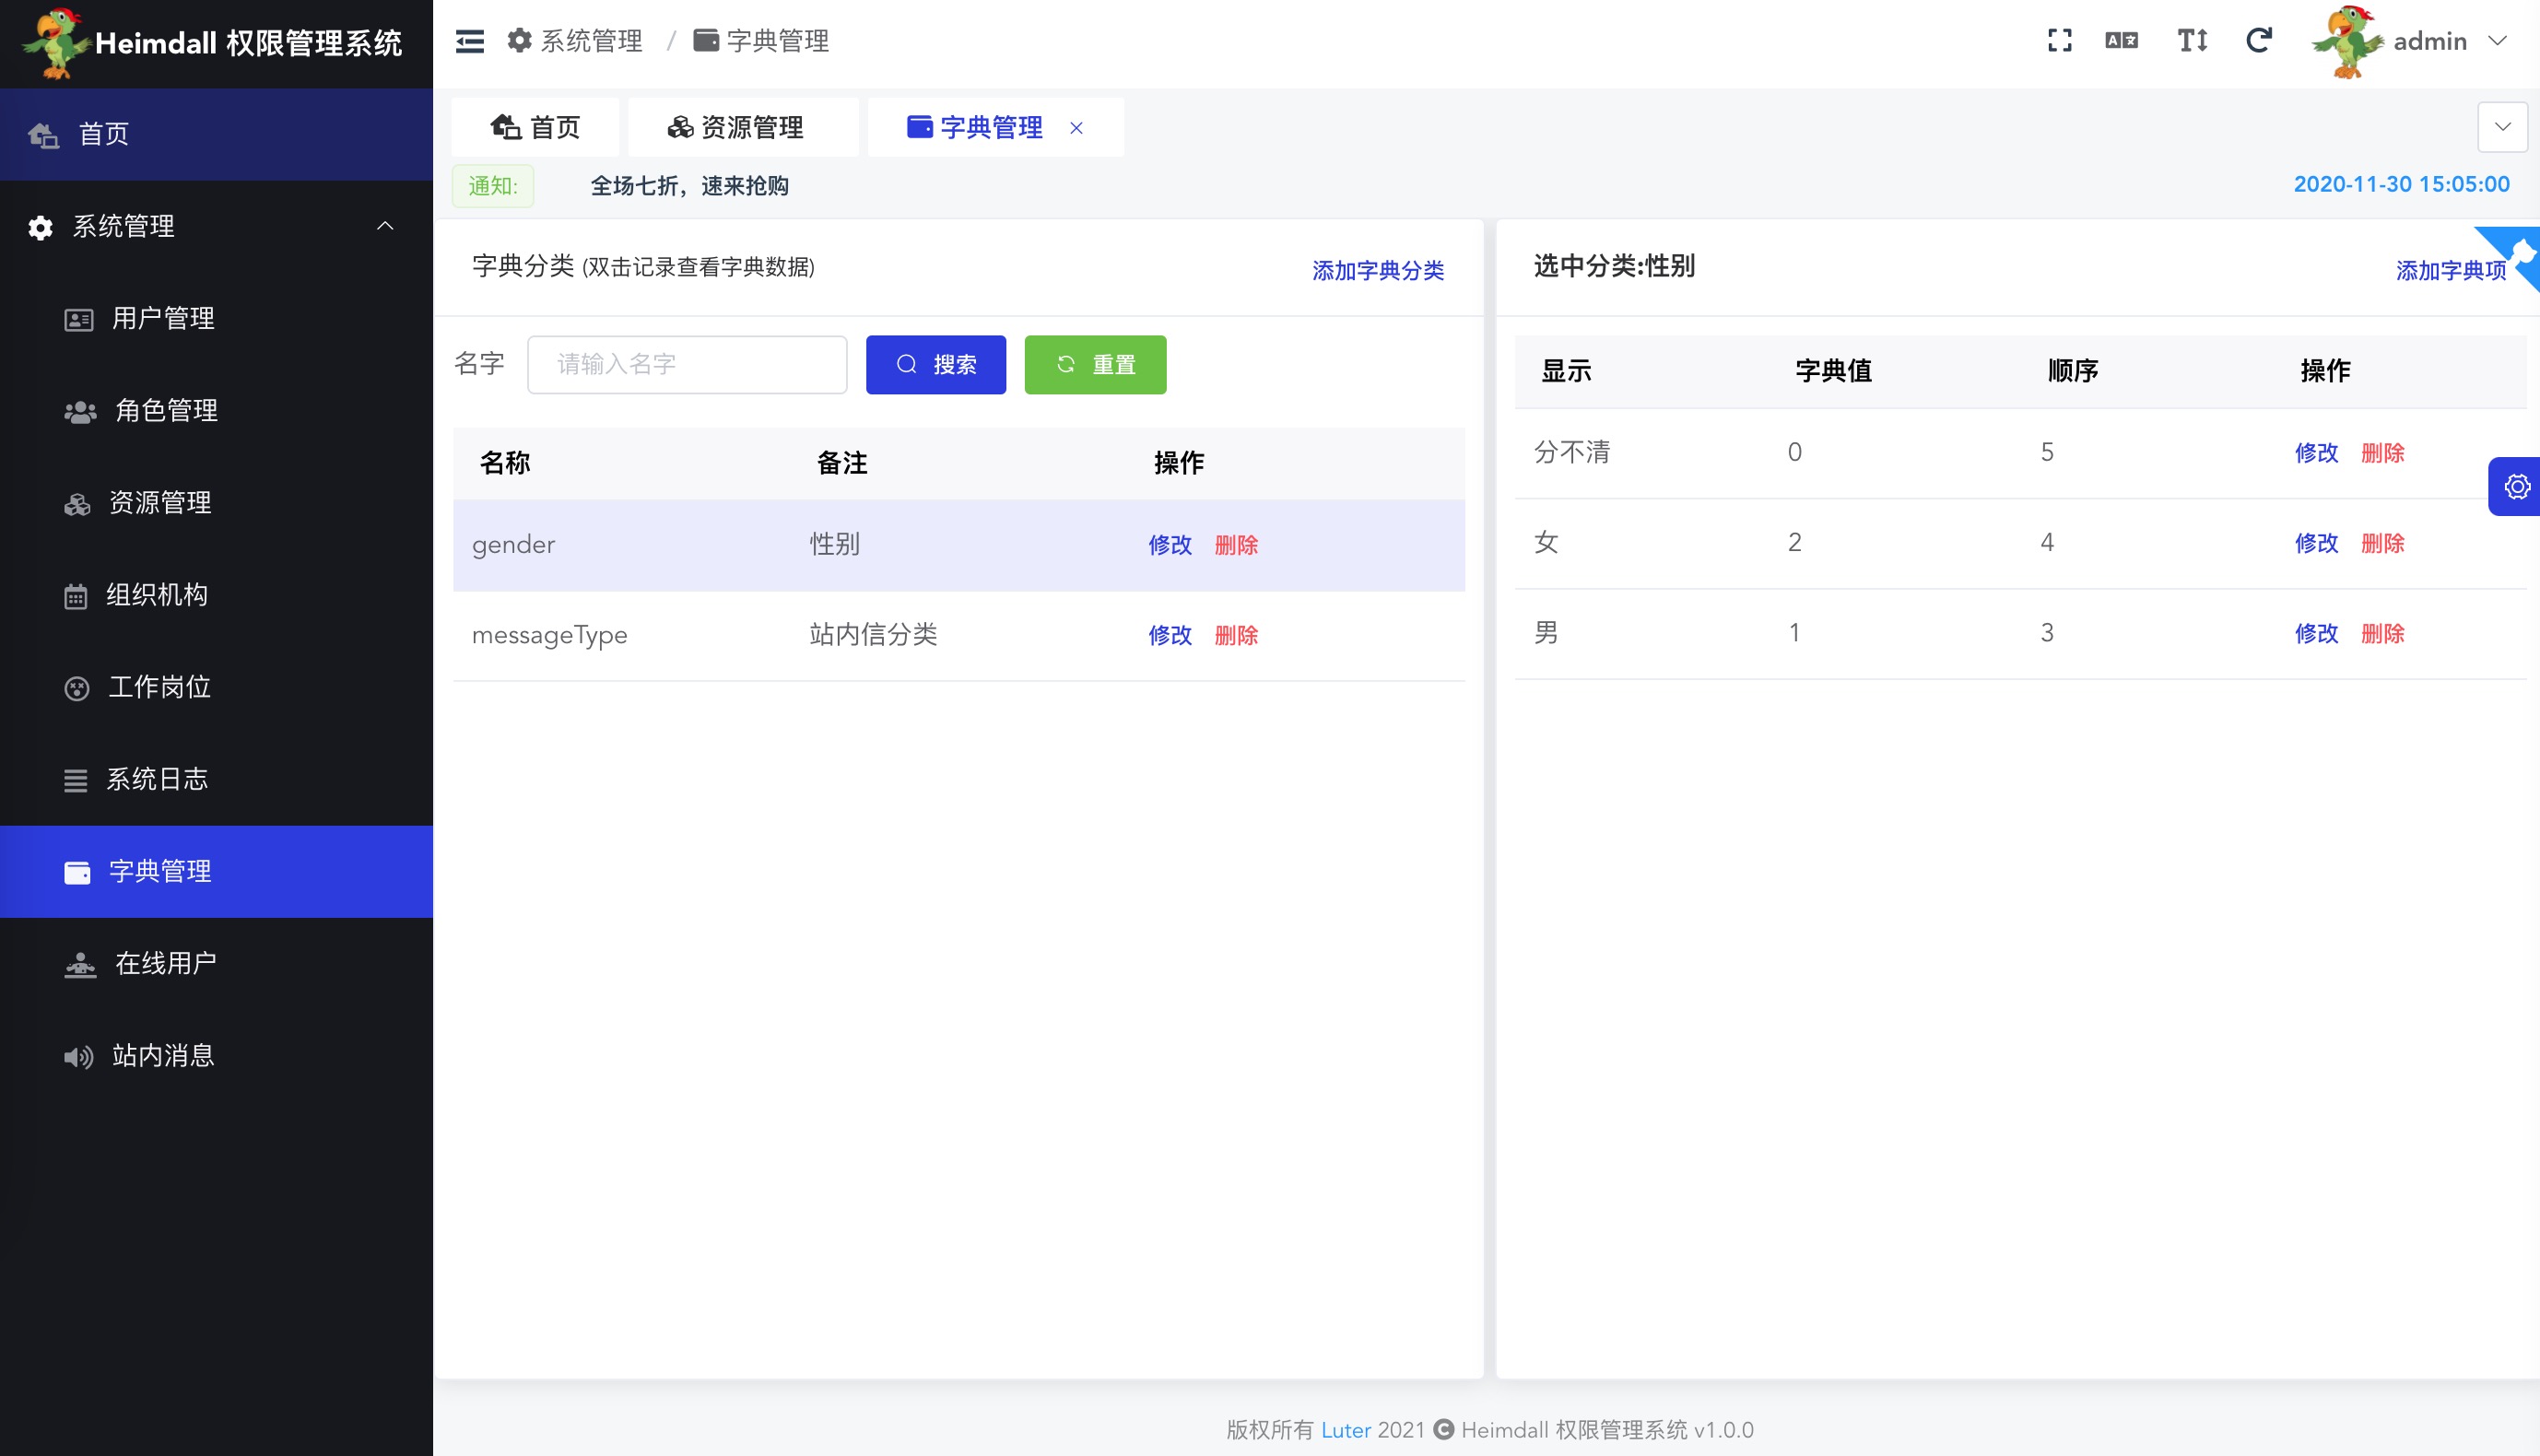 Heimdall 权限管理系统
首页
系统管理
用户管理
角色管理
资源管理
组织机构
工作岗位
系统日志
字典管理
在线用户
站内消息
系统管理 / 字典管理
admin
首页 资源管理 字典管理
通知: 全场七折，速来抢购 2020-11-30 15:05:00
字典分类 (双击记录查看字典数据) 添加字典分类
名字 请输入名字 搜索 重置
名称 备注 操作
gender 性别 修改 删除
messageType 站内信分类 修改 删除
选中分类:性别 添加字典项
显示 字典值 顺序 操作
分不清 0 5 修改 删除
女 2 4 修改 删除
男 1 3 修改 删除
版权所有 Luter 2021 © Heimdall 权限管理系统 v1.0.0